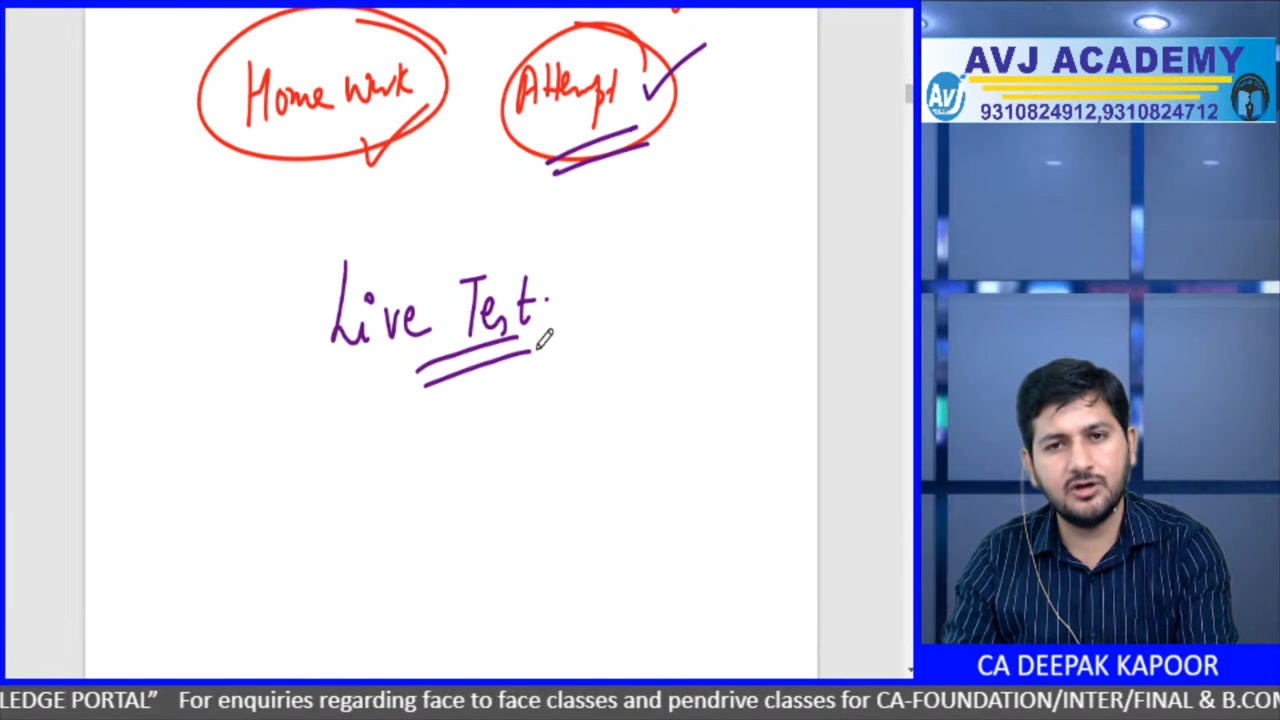 Home Work
Attempt
Live Test.
AVJ ACADEMY
AVJ
9310824912,9310824712
CA DEEPAK KAPOOR
LEDGE PORTAL” For enquiries regarding face to face classes and pendrive classes for CA-FOUNDATION/INTER/FINAL & B.COM